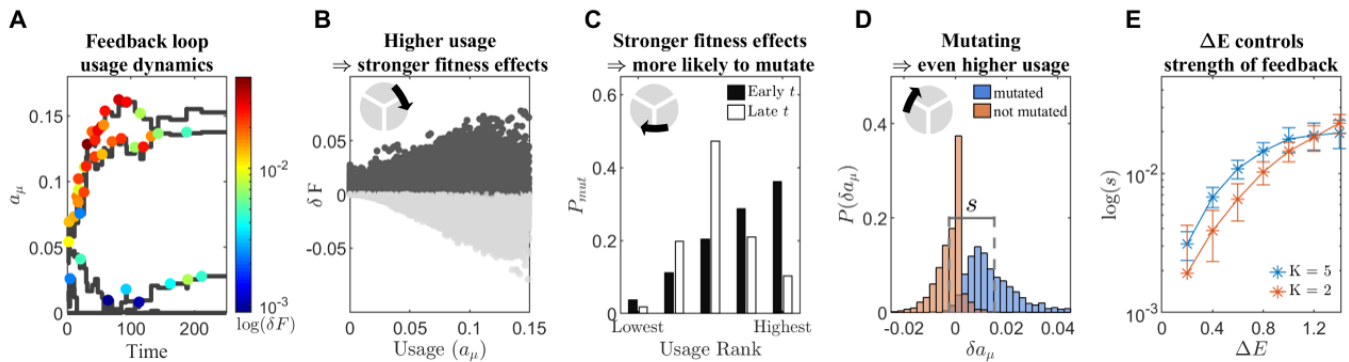 A
Feedback loop
usage dynamics
a_μ
0.15
0.1
0.05
0
0
100
200
Time
10^-2
10^-3
log(δF)
B
Higher usage
⇒ stronger fitness effects
δF
0.05
0
-0.05
0
0.05
0.1
0.15
Usage (a_μ)
C
Stronger fitness effects
⇒ more likely to mutate
Early t
Late t
P_mut
0.6
0.4
0.2
0.0
Lowest
Highest
Usage Rank
D
Mutating
⇒ even higher usage
mutated
not mutated
P(δa_μ)
0.4
0.2
0
s
-0.02
0
0.02
0.04
δa_μ
E
ΔE controls
strength of feedback
log(s)
10^-2
10^-3
K = 5
K = 2
0
0.4
0.8
1.2
ΔE